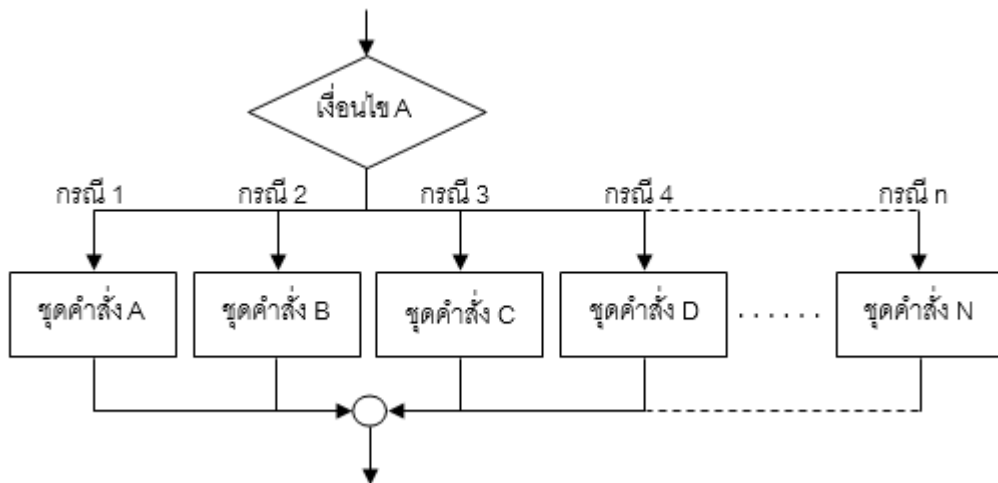 เงื่อนไข A
กรณี 1 กรณี 2 กรณี 3 กรณี 4 กรณี n
ชุดคำสั่ง A ชุดคำสั่ง B ชุดคำสั่ง C ชุดคำสั่ง D . . . . . . ชุดคำสั่ง N